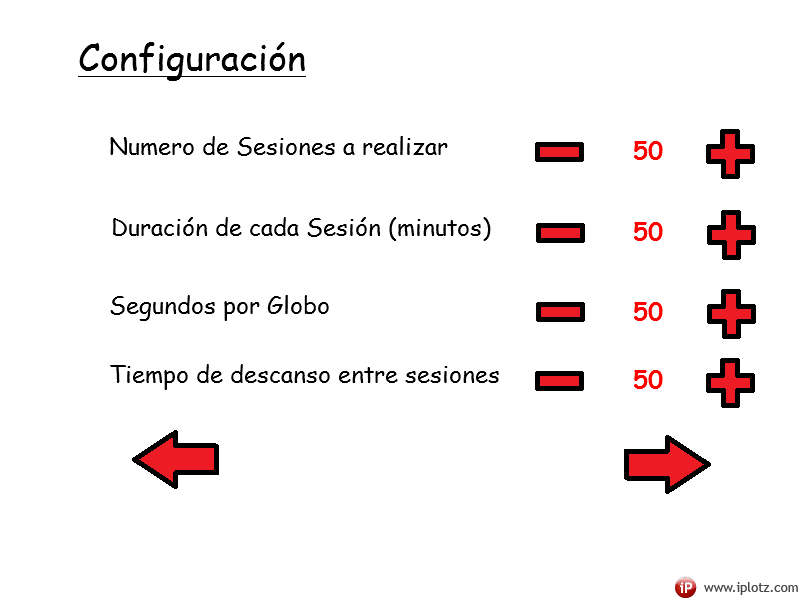 Configuración
Numero de Sesiones a realizar 50
Duración de cada Sesión (minutos) 50
Segundos por Globo 50
Tiempo de descanso entre sesiones 50
iP www.iplotz.com